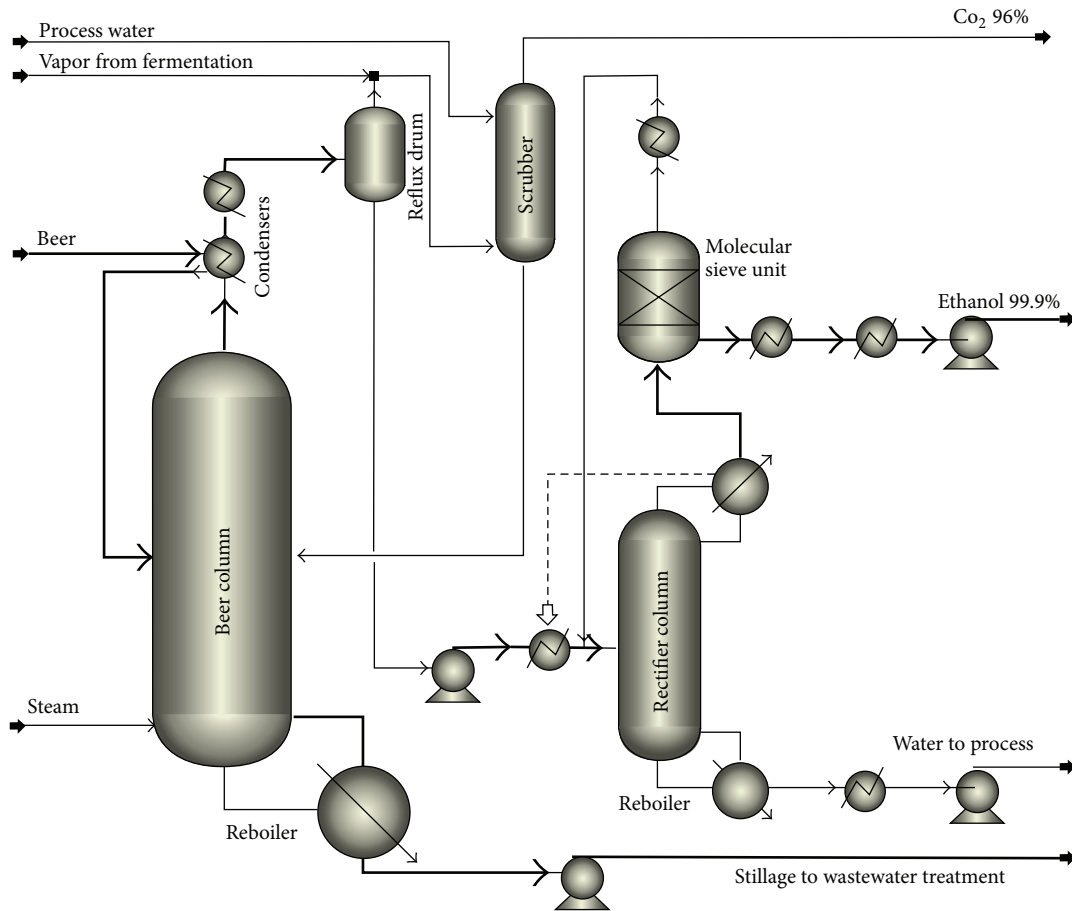 Process water
Co₂ 96%
Vapor from fermentation
Reflux drum
Scrubber
Beer
Condensers
Molecular
sieve unit
Ethanol 99.9%
Beer column
Rectifier column
Steam
Water to process
Reboiler
Reboiler
Stillage to wastewater treatment